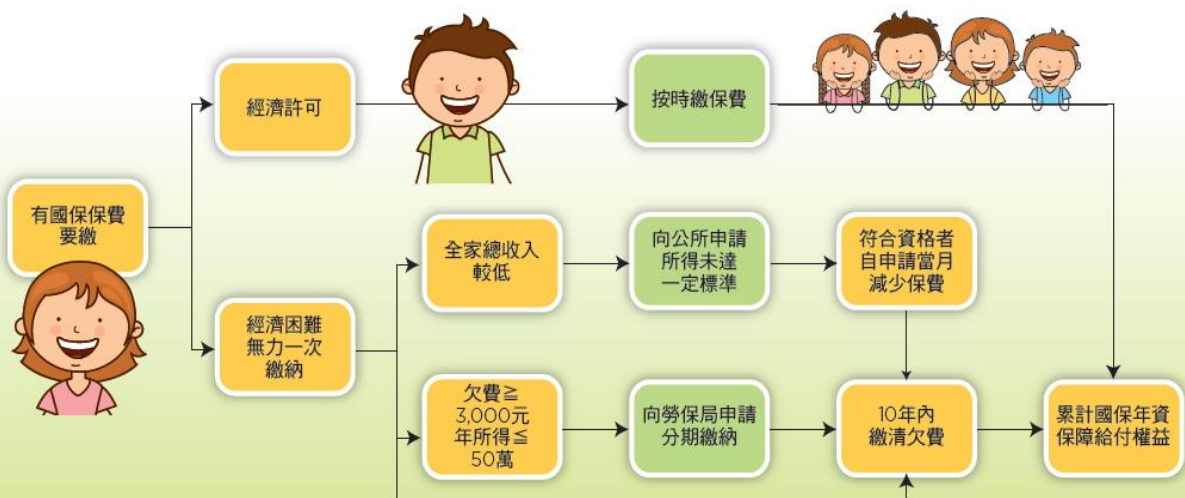 經濟許可
按時繳保費
有國保保費
要繳
全家總收入
較低
向公所申請
所得未達
一定標準
符合資格者
自申請當月
減少保費
經濟困難
無力一次
繳納
欠費≧
3,000元
年所得≦
50萬
向勞保局申請
分期繳納
10年內
繳清欠費
累計國保年資
保障給付權益